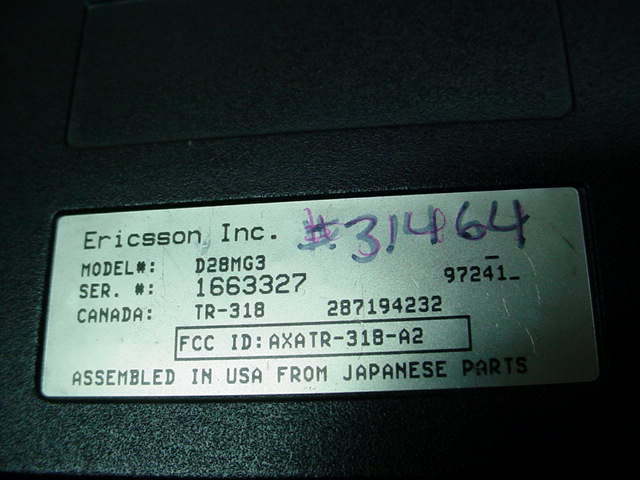 Ericsson Inc. #31464
MODEL#: D28MG3 97241_
SER. #: 1663327
CANADA: TR-318 287194232
FCC ID: AXATR-318-A2
ASSEMBLED IN USA FROM JAPANESE PARTS